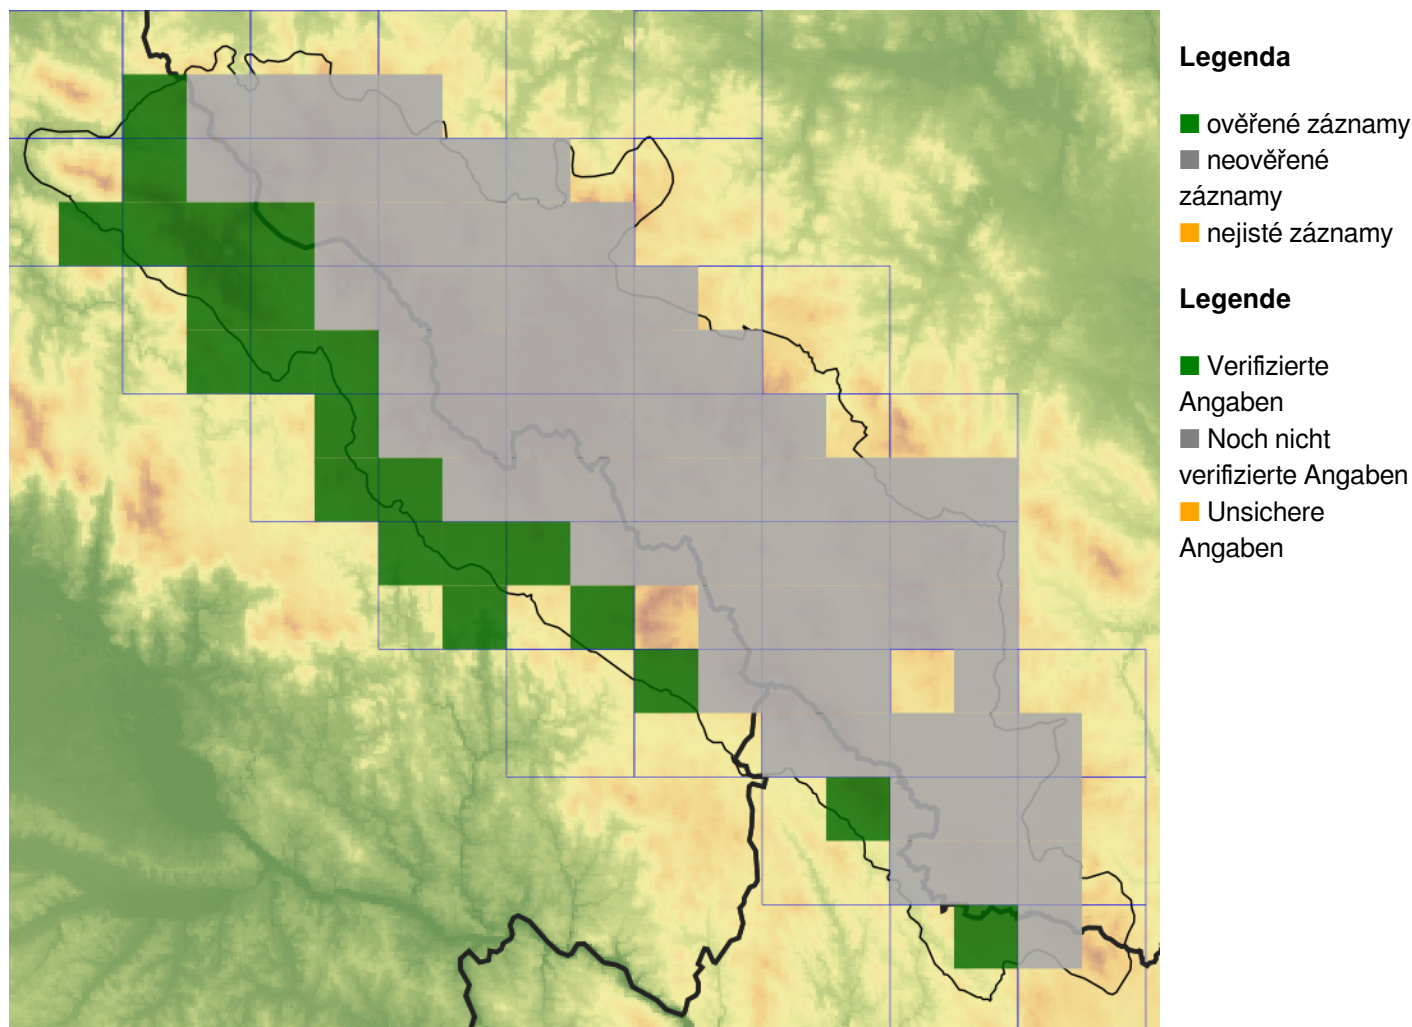 Legenda
ověřené záznamy
neověřené
záznamy
nejisté záznamy
Legende
Verifizierte
Angaben
Noch nicht
verifizierte Angaben
Unsichere
Angaben